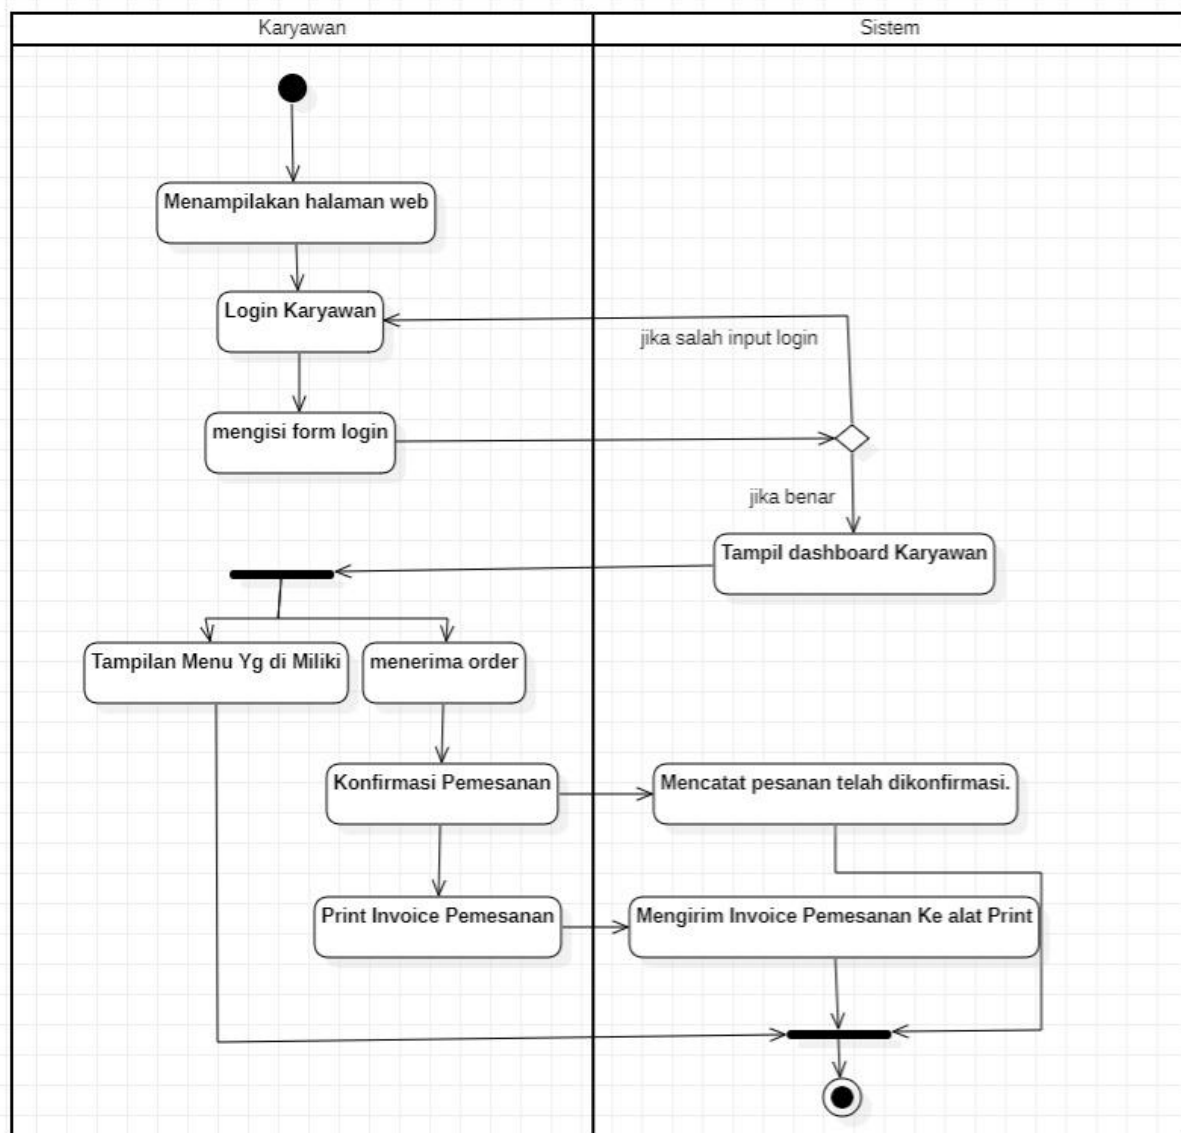 Karyawan
Sistem
Menampilakan halaman web
Login Karyawan
jika salah input login
mengisi form login
jika benar
Tampil dashboard Karyawan
Tampilan Menu Yg di Miliki
menerima order
Konfirmasi Pemesanan
Mencatat pesanan telah dikonfirmasi.
Print Invoice Pemesanan
Mengirim Invoice Pemesanan Ke alat Print